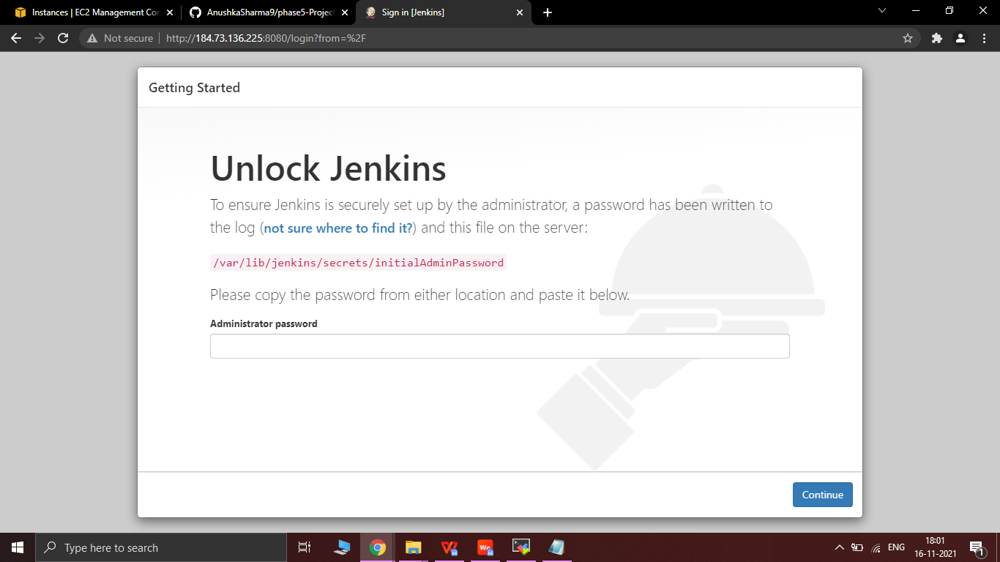 Instances | EC2 Management Con
AnushkaSharma9/phase5-Project
Sign in [Jenkins]
Not secure
http://184.73.136.225:8080/login?from=%2F
Getting Started
Unlock Jenkins
To ensure Jenkins is securely set up by the administrator, a password has been written to
the log (not sure where to find it?) and this file on the server:
/var/lib/jenkins/secrets/initialAdminPassword
Please copy the password from either location and paste it below.
Administrator password
Continue
Type here to search
ENG
18:01
16-11-2021
1